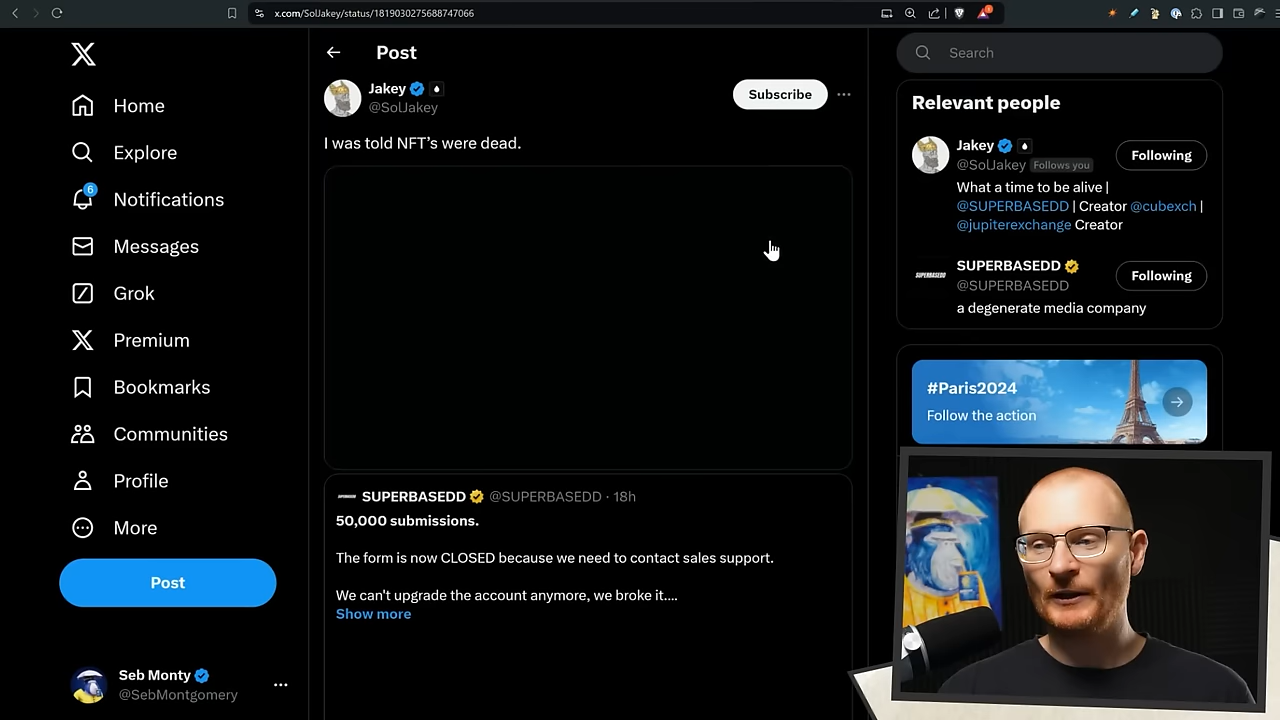 x.com/SolJakey/status/1819030275688747066
Home
Explore
6
Notifications
Messages
Grok
Premium
Bookmarks
Communities
Profile
More
Post
Seb Monty
@SebMontgomery
Post
Jakey
@SolJakey
Subscribe
I was told NFT's were dead.
SUPERBASEDD @SUPERBASEDD · 18h
50,000 submissions.
The form is now CLOSED because we need to contact sales support.
We can't upgrade the account anymore, we broke it....
Show more
Search
Relevant people
Jakey
@SolJakey Follows you
Following
What a time to be alive |
@SUPERBASEDD | Creator @cubexch |
@jupiterexchange Creator
SUPERBASEDD
@SUPERBASEDD
Following
a degenerate media company
#Paris2024
Follow the action